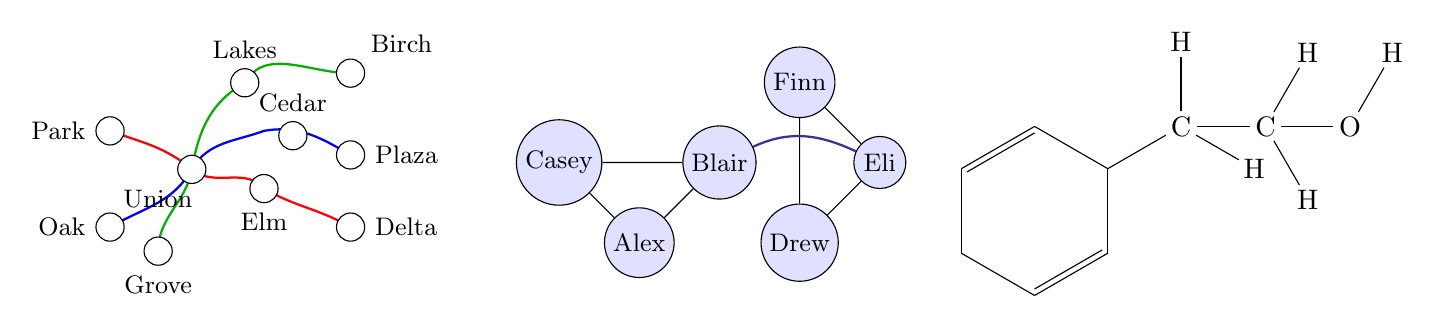 Lakes
Birch
Cedar
Park
Plaza
Union
Oak
Elm
Delta
Grove
Finn
Casey
Blair
Eli
Alex
Drew
H
H
H
C
C
O
H
H